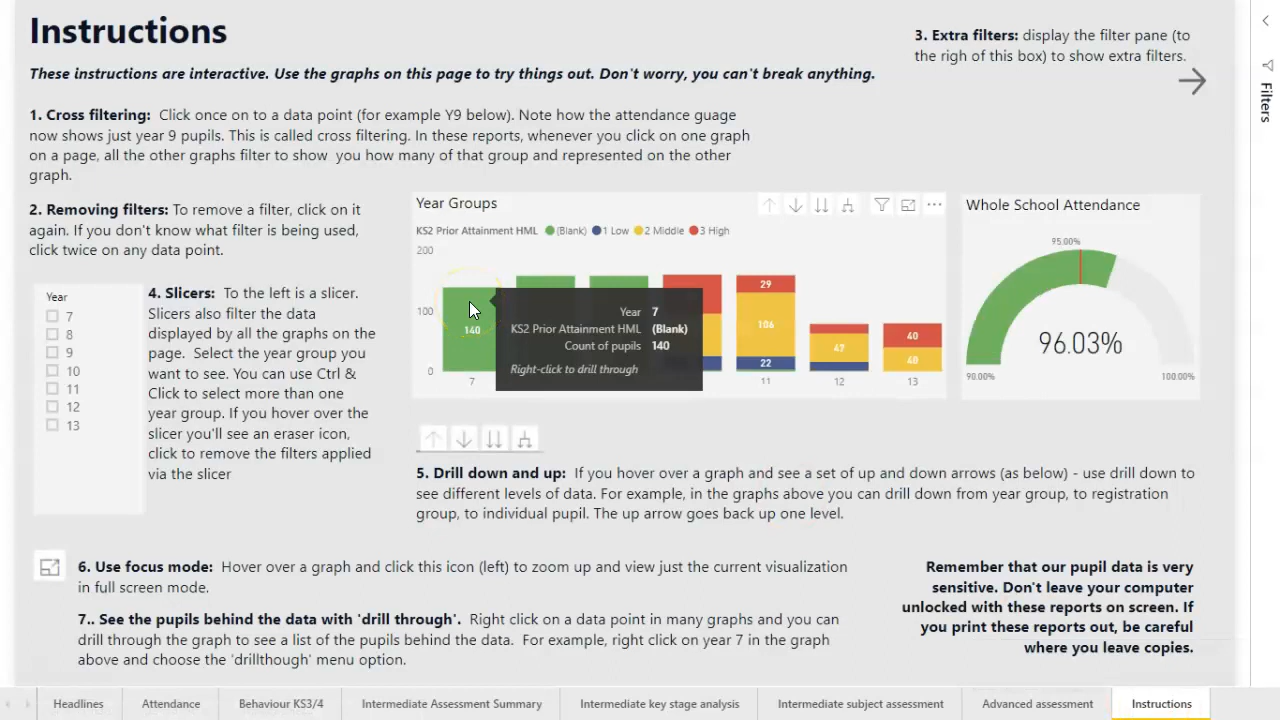 Instructions
These instructions are interactive. Use the graphs on this page to try things out. Don't worry, you can't break anything.
3. Extra filters: display the filter pane (to
the righ of this box) to show extra filters.
Filters
1. Cross filtering: Click once on to a data point (for example Y9 below). Note how the attendance guage
now shows just year 9 pupils. This is called cross filtering. In these reports, whenever you click on one graph
on a page, all the other graphs filter to show you how many of that group and represented on the other
graph.
2. Removing filters: To remove a filter, click on it
again. If you don't know what filter is being used,
click twice on any data point.
Year
7
8
9
10
11
12
13
4. Slicers: To the left is a slicer.
Slicers also filter the data
displayed by all the graphs on the
page. Select the year group you
want to see. You can use Ctrl &
Click to select more than one
year group. If you hover over the
slicer you'll see an eraser icon,
click to remove the filters applied
via the slicer
Year Groups
KS2 Prior Attainment HML (Blank) 1 Low 2 Middle 3 High
200
100
0
140
29
106
22
47
40
40
7
11
12
13
Year 7
KS2 Prior Attainment HML (Blank)
Count of pupils 140
Right-click to drill through
Whole School Attendance
95.00%
96.03%
90.00%
100.00%
5. Drill down and up: If you hover over a graph and see a set of up and down arrows (as below) - use drill down to
see different levels of data. For example, in the graphs above you can drill down from year group, to registration
group, to individual pupil. The up arrow goes back up one level.
6. Use focus mode: Hover over a graph and click this icon (left) to zoom up and view just the current visualization
in full screen mode.
7.. See the pupils behind the data with 'drill through'. Right click on a data point in many graphs and you can
drill through the graph to see a list of the pupils behind the data. For example, right click on year 7 in the graph
above and choose the 'drillthough' menu option.
Remember that our pupil data is very
sensitive. Don't leave your computer
unlocked with these reports on screen. If
you print these reports out, be careful
where you leave copies.
Headlines
Attendance
Behaviour KS3/4
Intermediate Assessment Summary
Intermediate key stage analysis
Intermediate subject assessment
Advanced assessment
Instructions